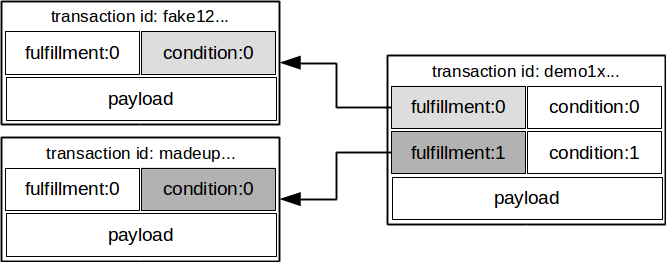 transaction id: fake12...
fulfillment:0 condition:0
payload
transaction id: madeup...
fulfillment:0 condition:0
payload
transaction id: demo1x...
fulfillment:0 condition:0
fulfillment:1 condition:1
payload